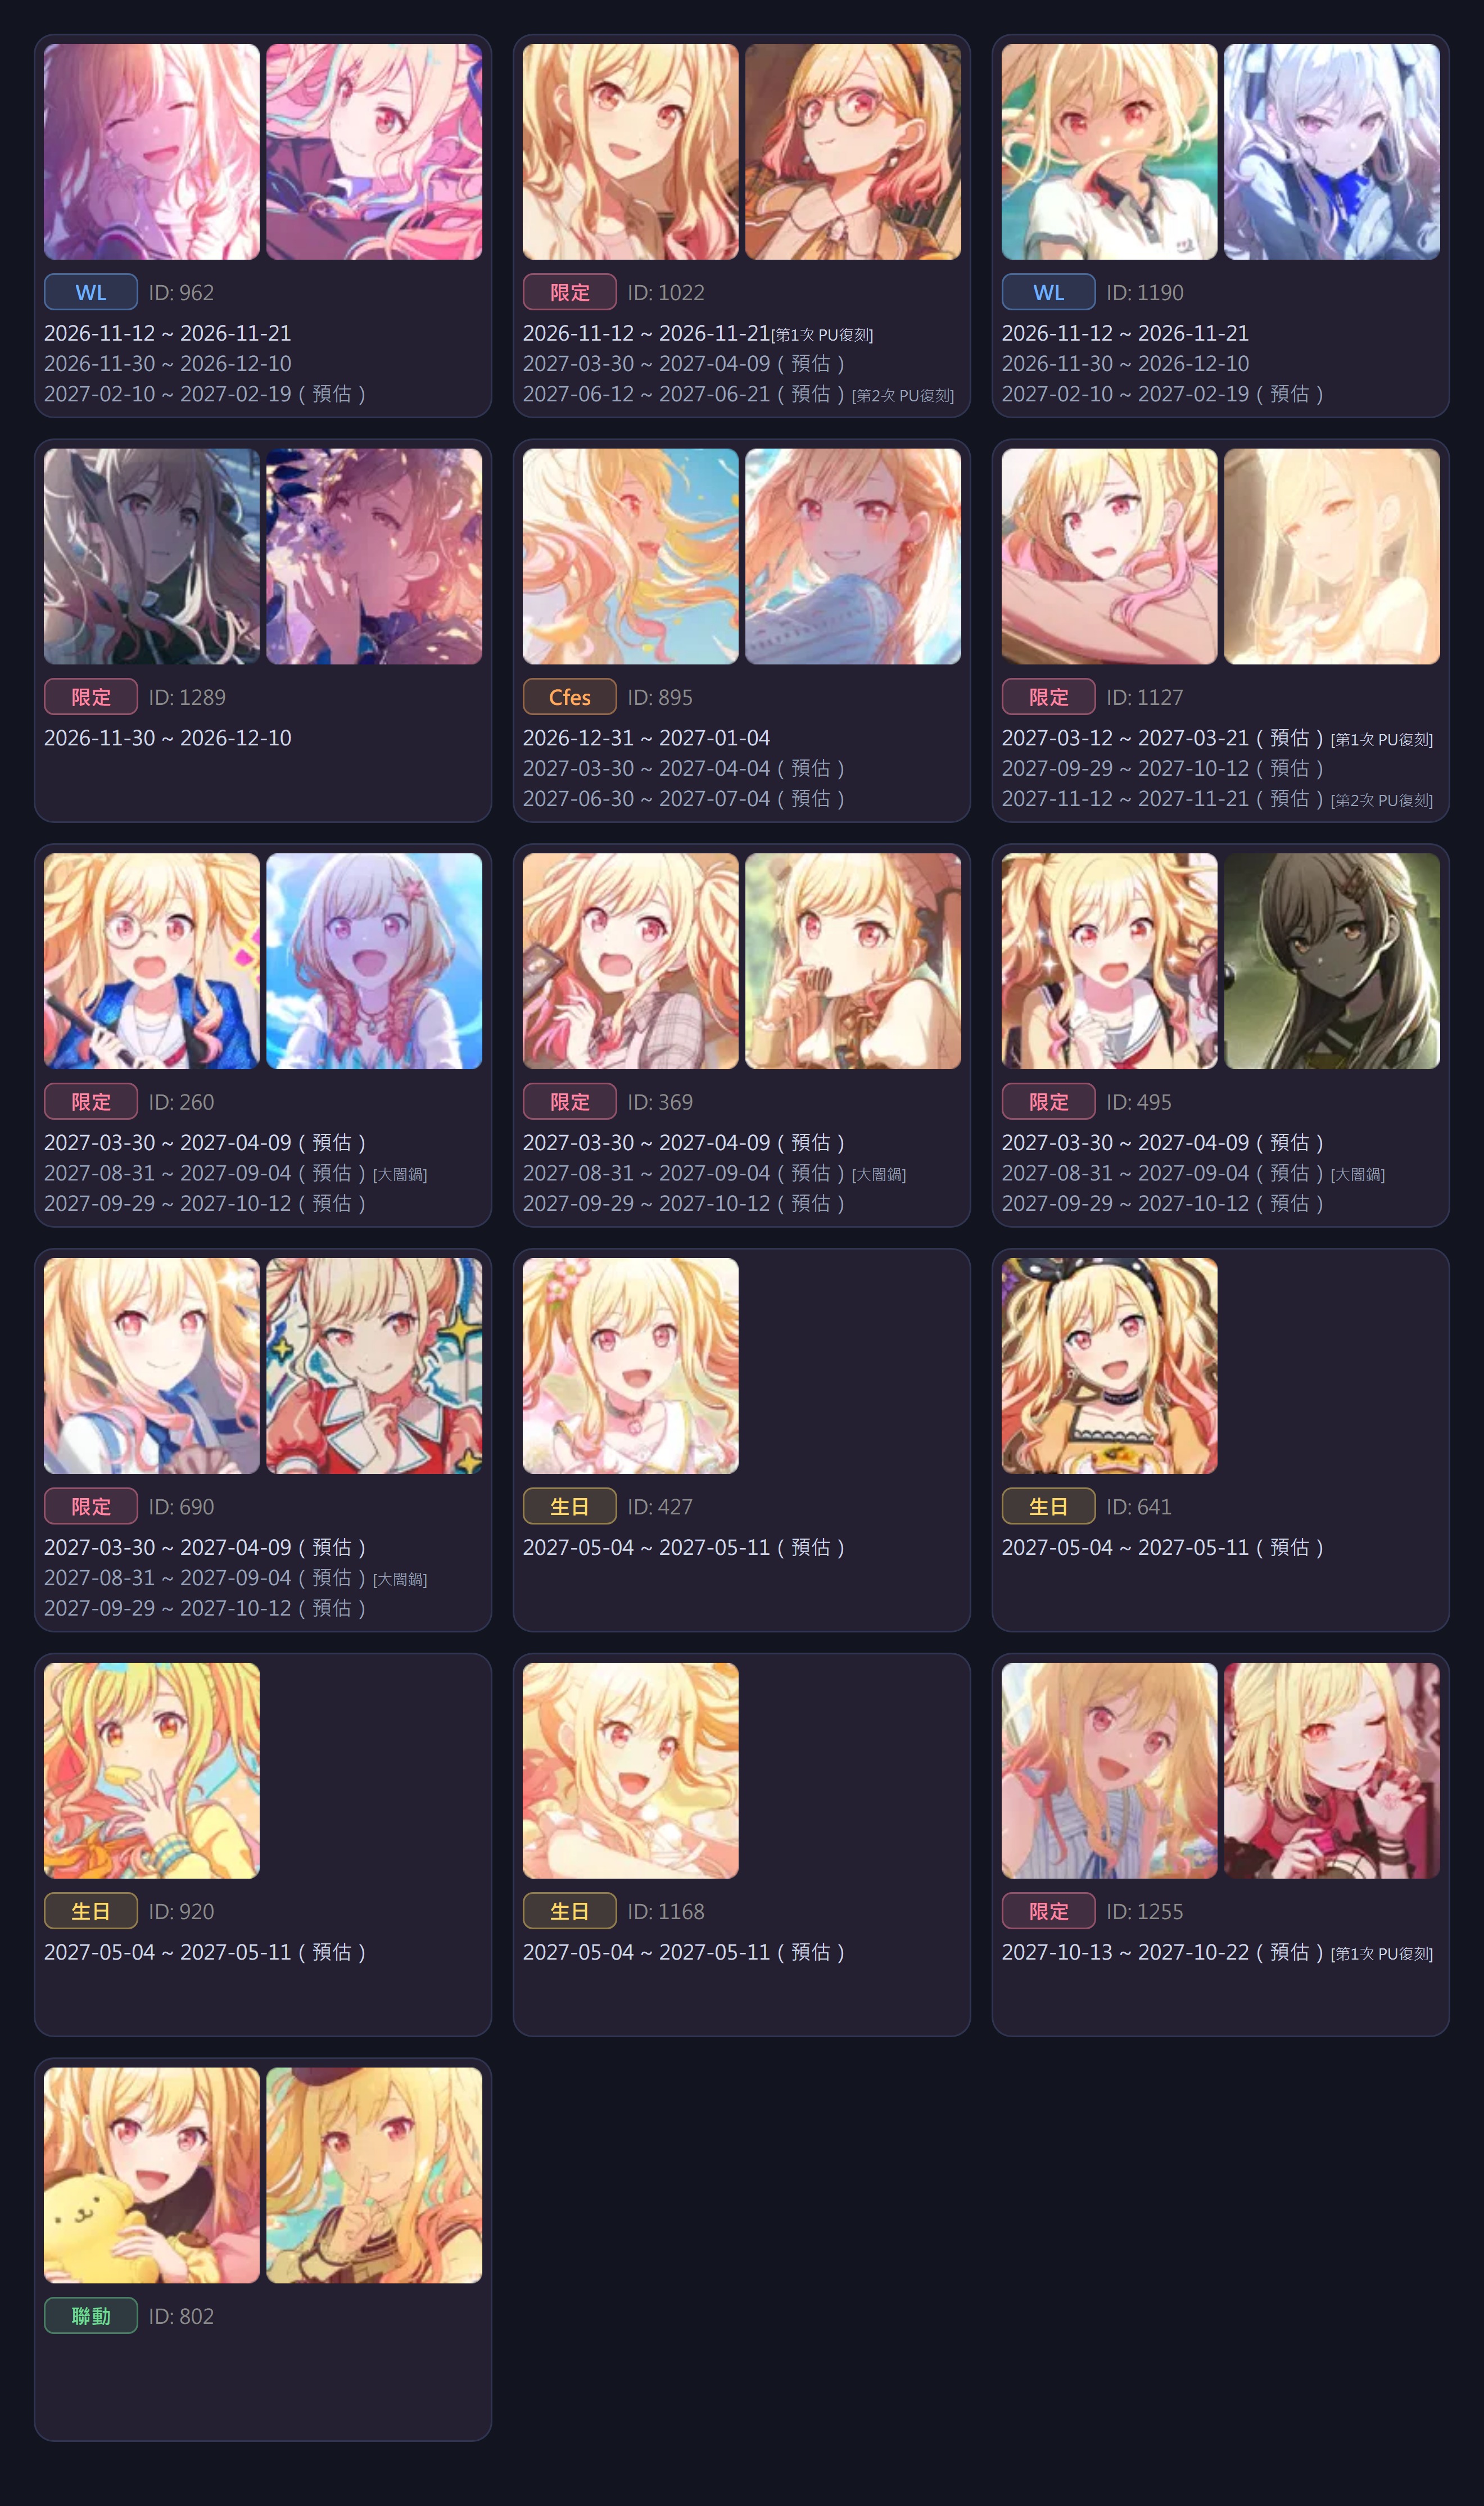 WL ID: 962
2026-11-12 ~ 2026-11-21
2026-11-30 ~ 2026-12-10
2027-02-10 ~ 2027-02-19 ( 預估 )
限定 ID: 1022
2026-11-12 ~ 2026-11-21[第1次 PU復刻]
2027-03-30 ~ 2027-04-09 ( 預估 )
2027-06-12 ~ 2027-06-21 ( 預估 ) [第2次 PU復刻]
WL ID: 1190
2026-11-12 ~ 2026-11-21
2026-11-30 ~ 2026-12-10
2027-02-10 ~ 2027-02-19 ( 預估 )
限定 ID: 1289
2026-11-30 ~ 2026-12-10
Cfes ID: 895
2026-12-31 ~ 2027-01-04
2027-03-30 ~ 2027-04-04 ( 預估 )
2027-06-30 ~ 2027-07-04 ( 預估 )
限定 ID: 1127
2027-03-12 ~ 2027-03-21 ( 預估 ) [第1次 PU復刻]
2027-09-29 ~ 2027-10-12 ( 預估 )
2027-11-12 ~ 2027-11-21 ( 預估 ) [第2次 PU復刻]
限定 ID: 260
2027-03-30 ~ 2027-04-09 ( 預估 )
2027-08-31 ~ 2027-09-04 ( 預估 ) [大闇鍋]
2027-09-29 ~ 2027-10-12 ( 預估 )
限定 ID: 369
2027-03-30 ~ 2027-04-09 ( 預估 )
2027-08-31 ~ 2027-09-04 ( 預估 ) [大闇鍋]
2027-09-29 ~ 2027-10-12 ( 預估 )
限定 ID: 495
2027-03-30 ~ 2027-04-09 ( 預估 )
2027-08-31 ~ 2027-09-04 ( 預估 ) [大闇鍋]
2027-09-29 ~ 2027-10-12 ( 預估 )
限定 ID: 690
2027-03-30 ~ 2027-04-09 ( 預估 )
2027-08-31 ~ 2027-09-04 ( 預估 ) [大闇鍋]
2027-09-29 ~ 2027-10-12 ( 預估 )
生日 ID: 427
2027-05-04 ~ 2027-05-11 ( 預估 )
生日 ID: 641
2027-05-04 ~ 2027-05-11 ( 預估 )
生日 ID: 920
2027-05-04 ~ 2027-05-11 ( 預估 )
生日 ID: 1168
2027-05-04 ~ 2027-05-11 ( 預估 )
限定 ID: 1255
2027-10-13 ~ 2027-10-22 ( 預估 ) [第1次 PU復刻]
聯動 ID: 802